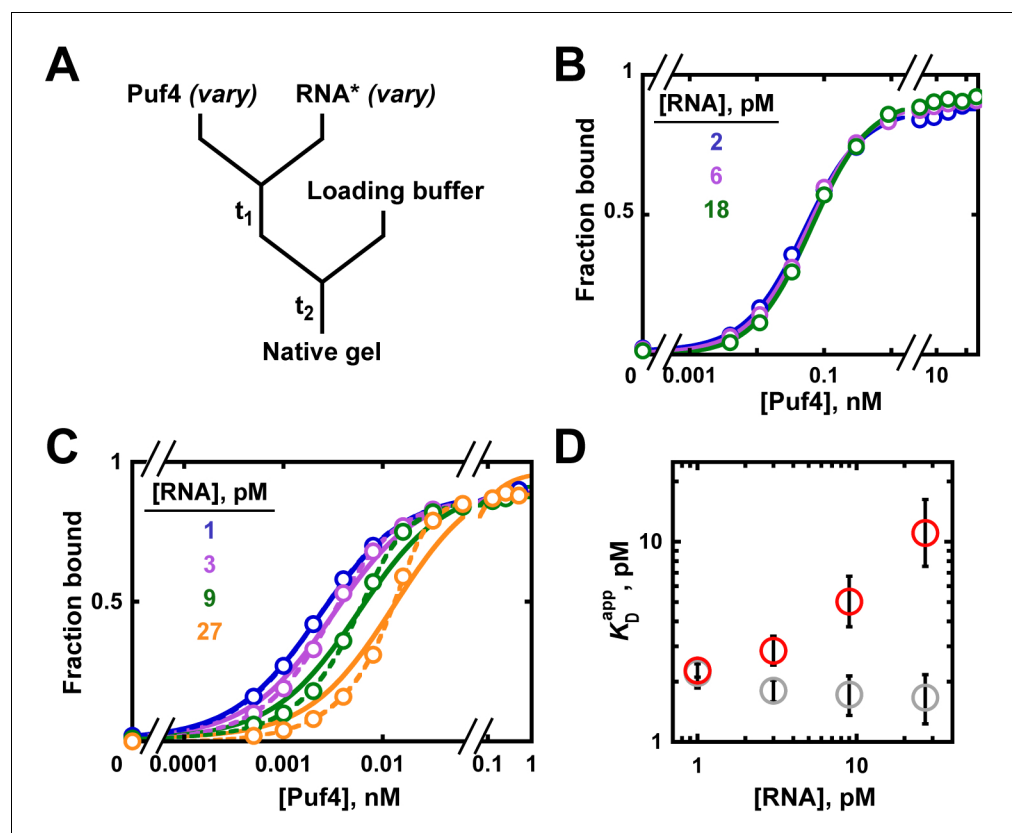 A
Puf4 (vary) RNA* (vary)
Loading buffer
t1
t2
Native gel
B
1
[RNA], pM
2
6
18
0.5
Fraction bound
0 0.001 0.1 10
[Puf4], nM
C
1
[RNA], pM
1
3
9
27
0.5
Fraction bound
0 0.0001 0.001 0.01 0.1 1
[Puf4], nM
D
10
1
KDapp, pM
1 10
[RNA], pM